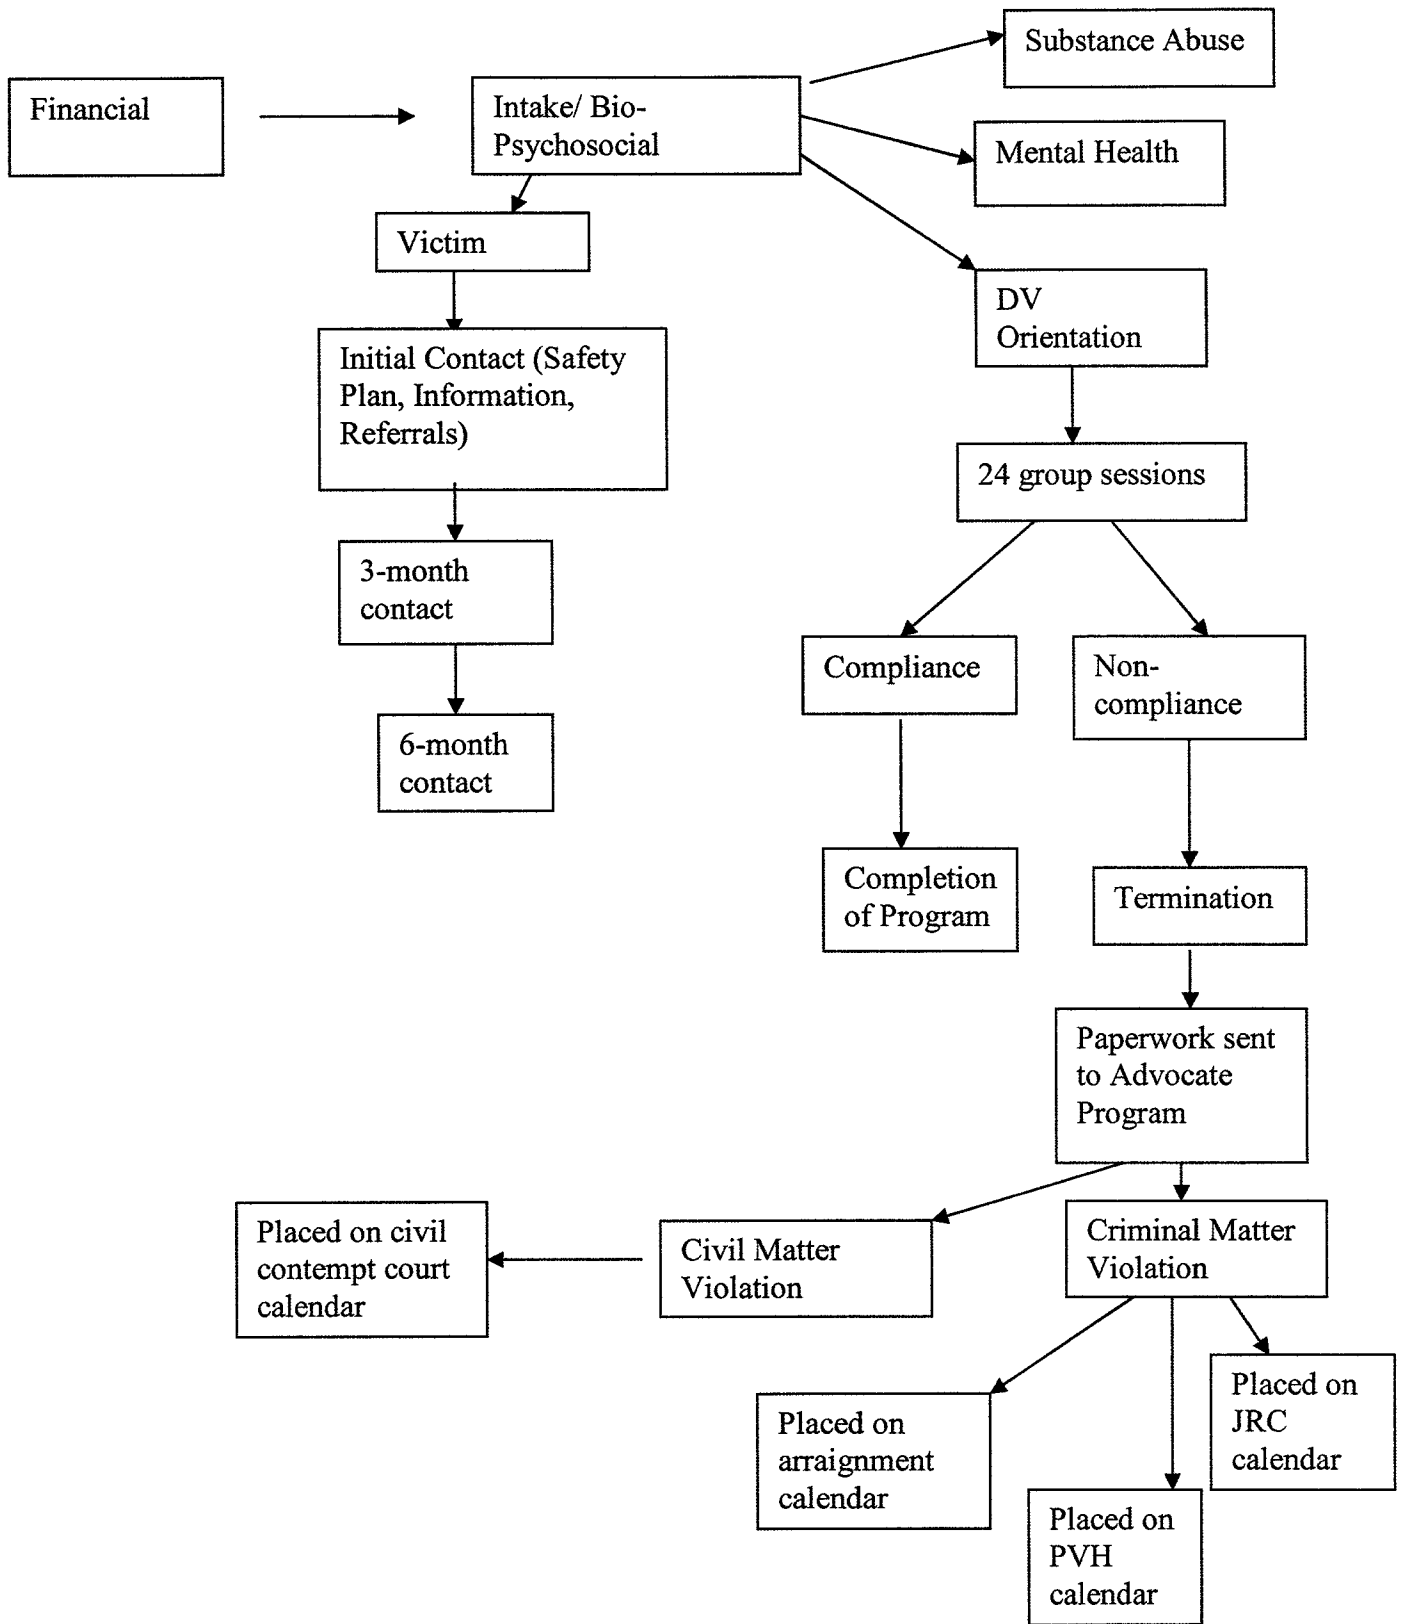 Substance Abuse
Financial
Intake/ Bio-
Psychosocial
Mental Health
Victim
DV
Orientation
Initial Contact (Safety
Plan, Information,
Referrals)
24 group sessions
3-month
contact
Compliance
Non-
compliance
6-month
contact
Completion
of Program
Termination
Paperwork sent
to Advocate
Program
Placed on civil
contempt court
calendar
Civil Matter
Violation
Criminal Matter
Violation
Placed on
arraignment
calendar
Placed on
JRC
calendar
Placed on
PVH
calendar